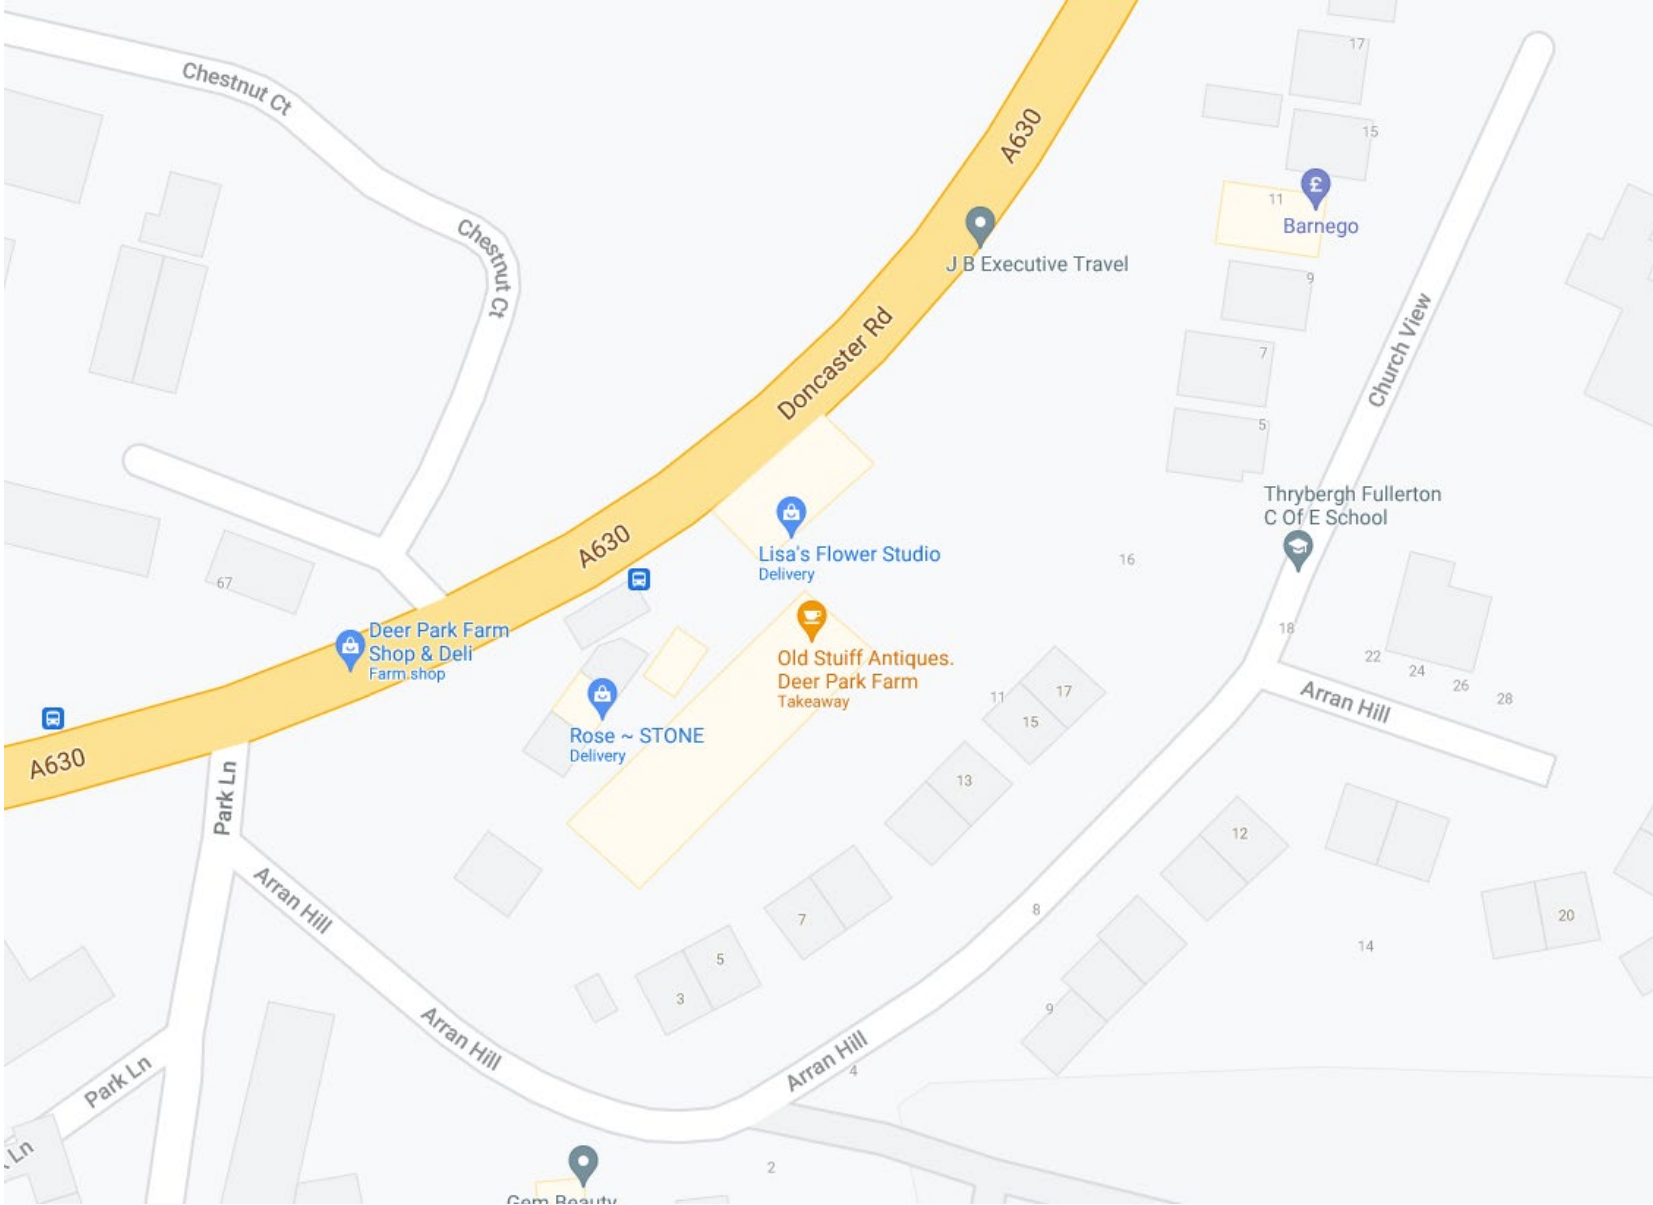 Chestnut Ct
17
A630
15
11
Barnego
Chestnut Ct
J B Executive Travel
9
Doncaster Rd
Church View
7
5
Thrybergh Fullerton
C Of E School
A630
Lisa's Flower Studio
Delivery
16
67
Deer Park Farm
Shop & Deli
Farm shop
18
Old Stuiff Antiques.
Deer Park Farm
Takeaway
22
24
26
28
11
17
15
Arran Hill
Rose ~ STONE
Delivery
A630
Park Ln
13
12
Arran Hill
8
7
20
14
5
3
9
Arran Hill
Arran Hill
4
Park Ln
Ln
2
Gem Beauty